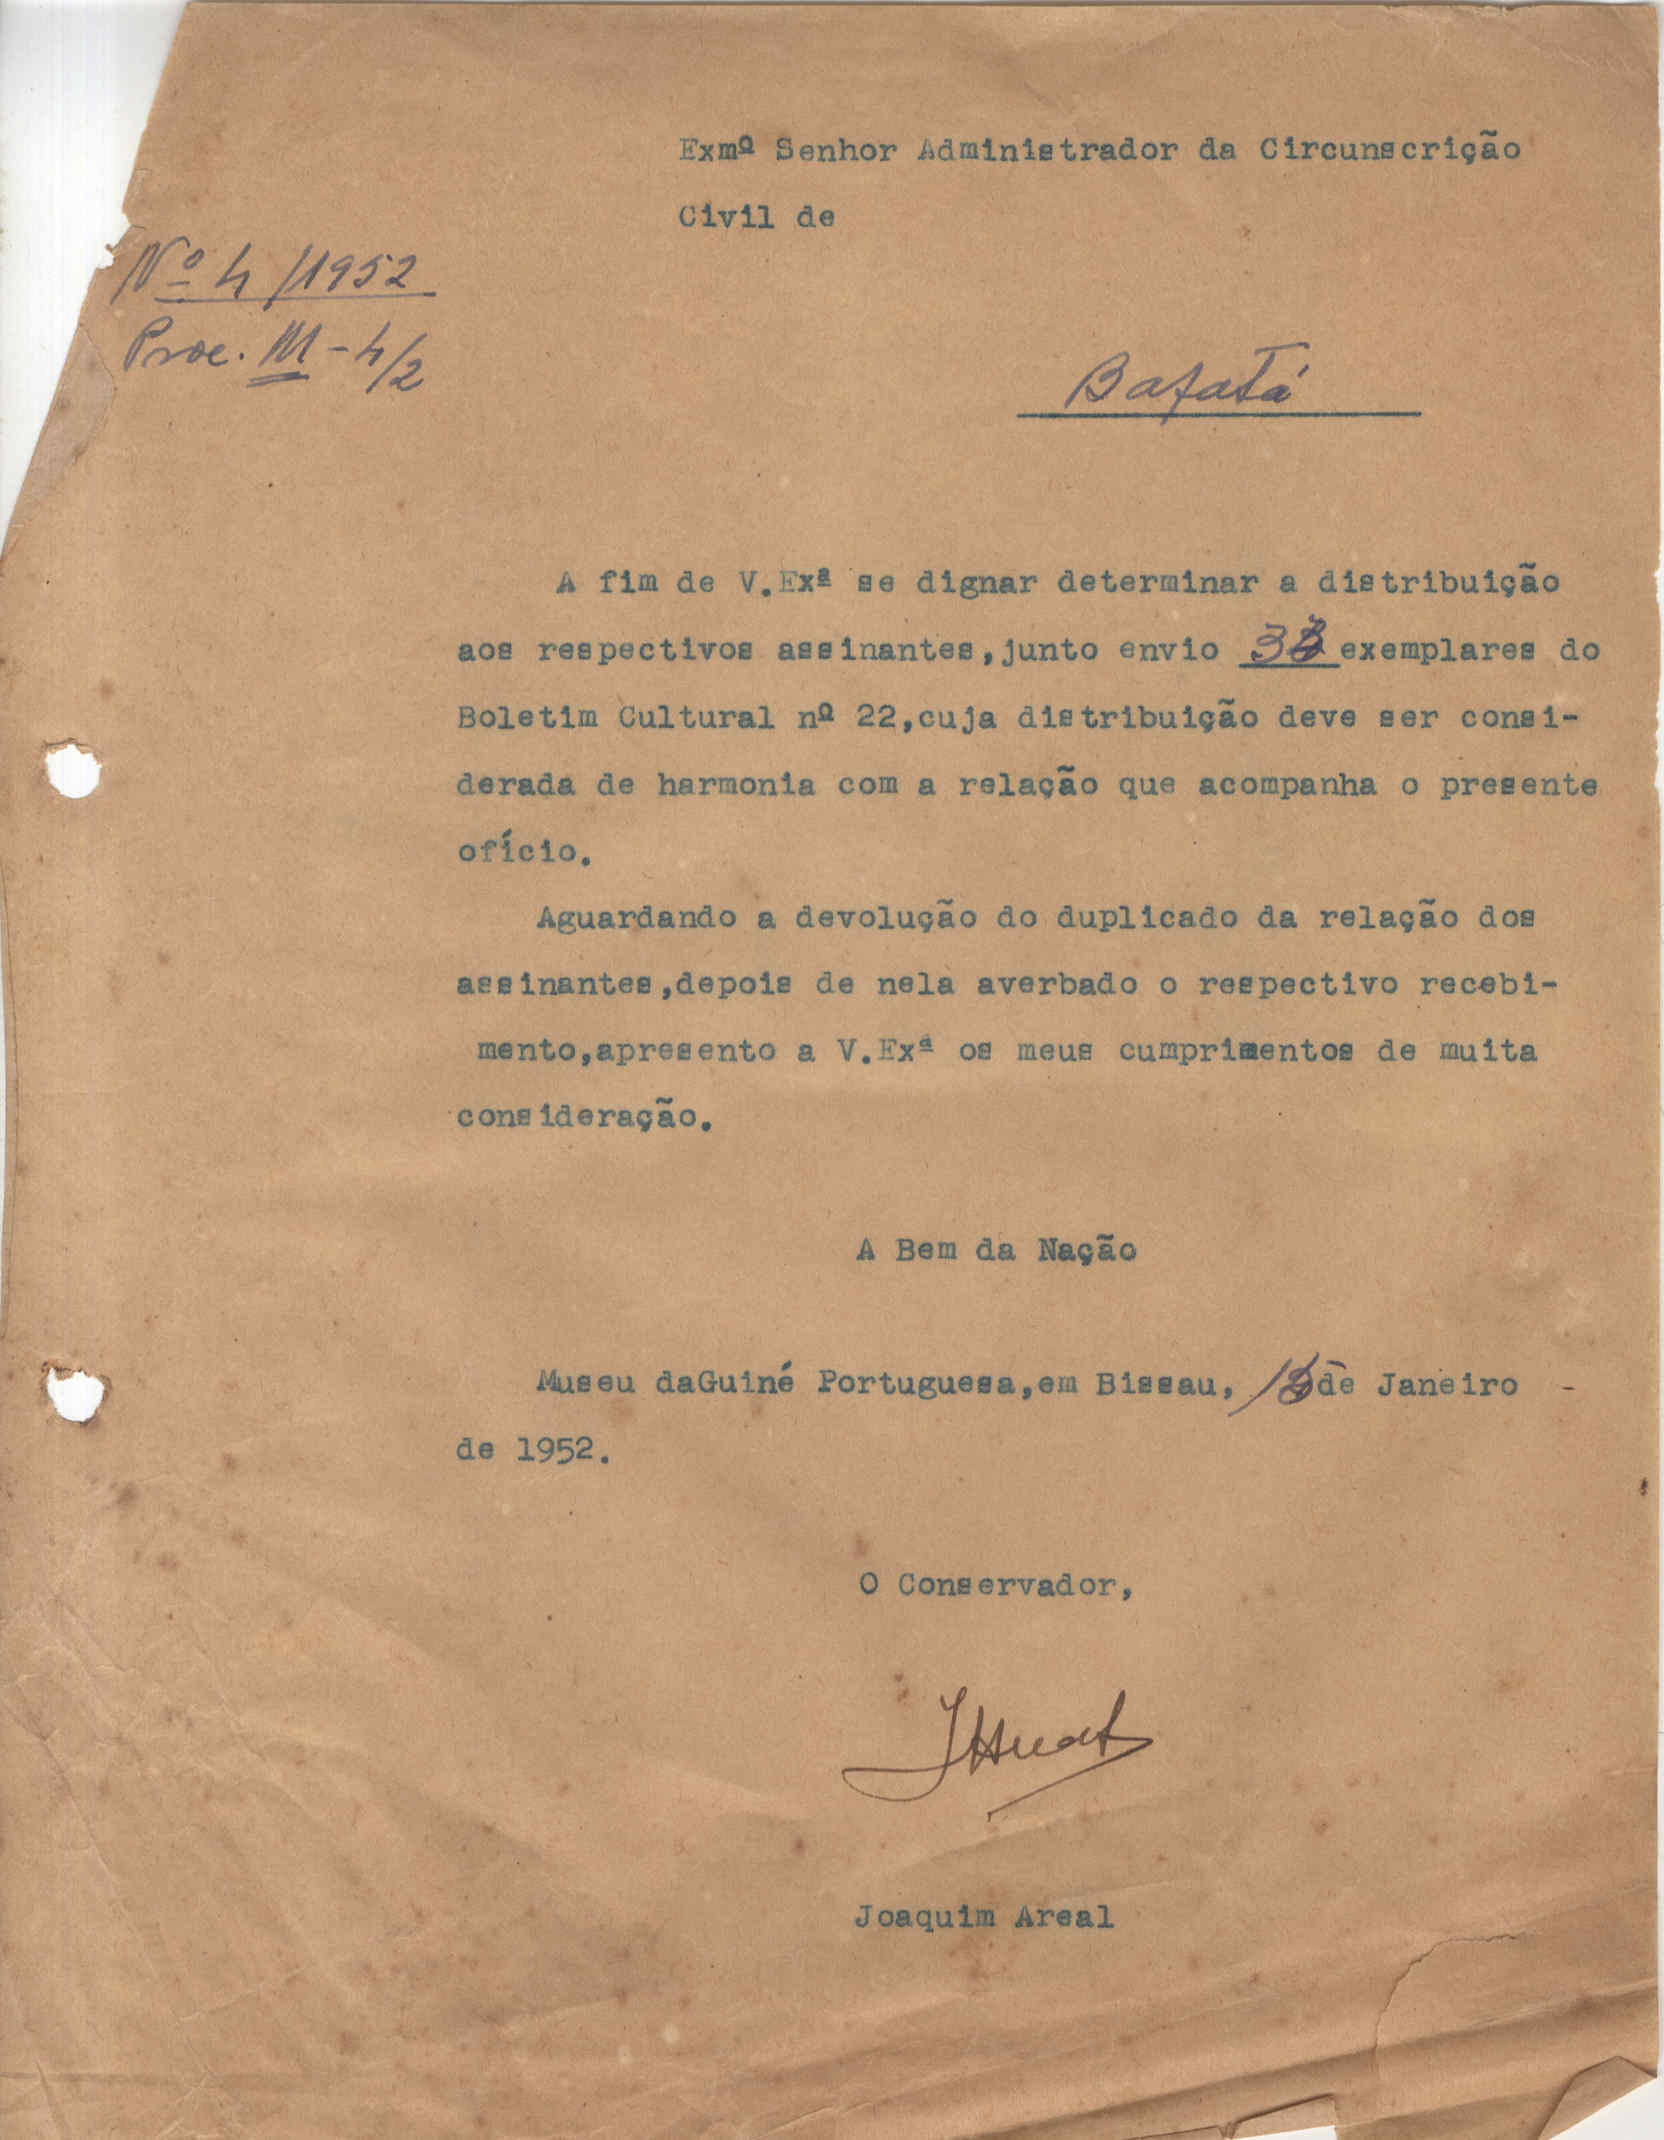 Exmº Senhor Administrador da Circunscrição
Civil de
Nº 4/1952
Proc. III - 4/2
Bafatá
A fim de V.Exª se dignar determinar a distribuição
aos respectivos assinantes,junto envio exemplares do
Boletim Cultural nº 22,cuja distribuição deve ser consi-
derada de harmonia com a relação que acompanha o presente
ofício.
Aguardando a devolução do duplicado da relação dos
assinantes,depois de nela averbado o respectivo recebi-
mento,apresento a V.Exª os meus cumprimentos de muita
consideração.
A Bem da Nação
Museu daGuiné Portuguesa,em Bissau, de Janeiro -
de 1952.
O Conservador,
Joaquim Areal